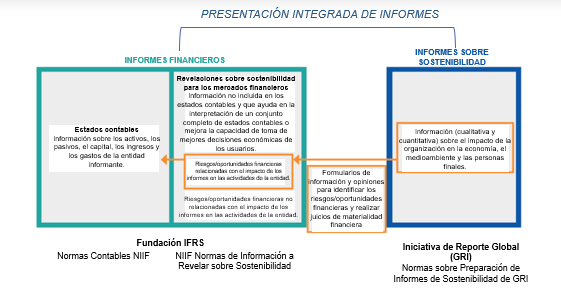 PRESENTACIÓN INTEGRADA DE INFORMES
INFORMES FINANCIEROS
INFORMES SOBRE
SOSTENIBILIDAD
Estados contables
Información sobre los activos, los
pasivos, el capital, los ingresos y
los gastos de la entidad
informante.
Revelaciones sobre sostenibilidad
para los mercados financieros
Información no incluida en los
estados contables y que ayuda en la
interpretación de un conjunto
completo de estados contables o
mejora la capacidad de toma de
mejores decisiones económicas de
los usuarios.
Riesgos/oportunidades financieras
relacionadas con el impacto de los
informes en las actividades de la entidad.
Riesgos/oportunidades financieras no
relacionadas con el impacto de los
informes en las actividades de la entidad.
Formularios de
información y opiniones
para identificar los
riesgos/oportunidades
financieras y realizar
juicios de materialidad
financiera
Información (cualitativa y
cuantitativa) sobre el impacto de la
organización en la economía, el
medioambiente y las personas
finales.
Fundación IFRS
Normas Contables NIIF
NIIF Normas de Información a
Revelar sobre Sostenibilidad
Iniciativa de Reporte Global
(GRI)
Normas sobre Preparación de
Informes de Sostenibilidad de GRI